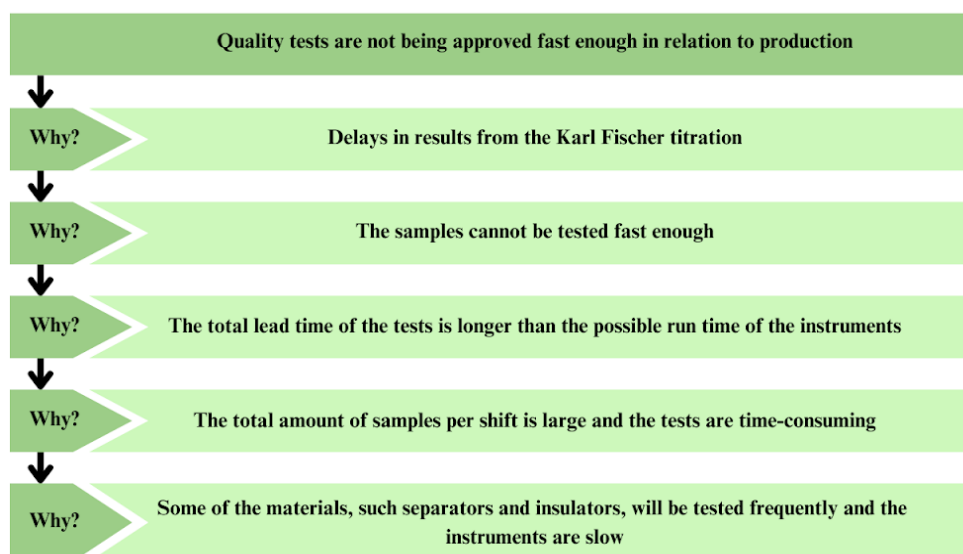 Quality tests are not being approved fast enough in relation to production
Why?
Delays in results from the Karl Fischer titration
Why?
The samples cannot be tested fast enough
Why?
The total lead time of the tests is longer than the possible run time of the instruments
Why?
The total amount of samples per shift is large and the tests are time-consuming
Why?
Some of the materials, such separators and insulators, will be tested frequently and the
instruments are slow